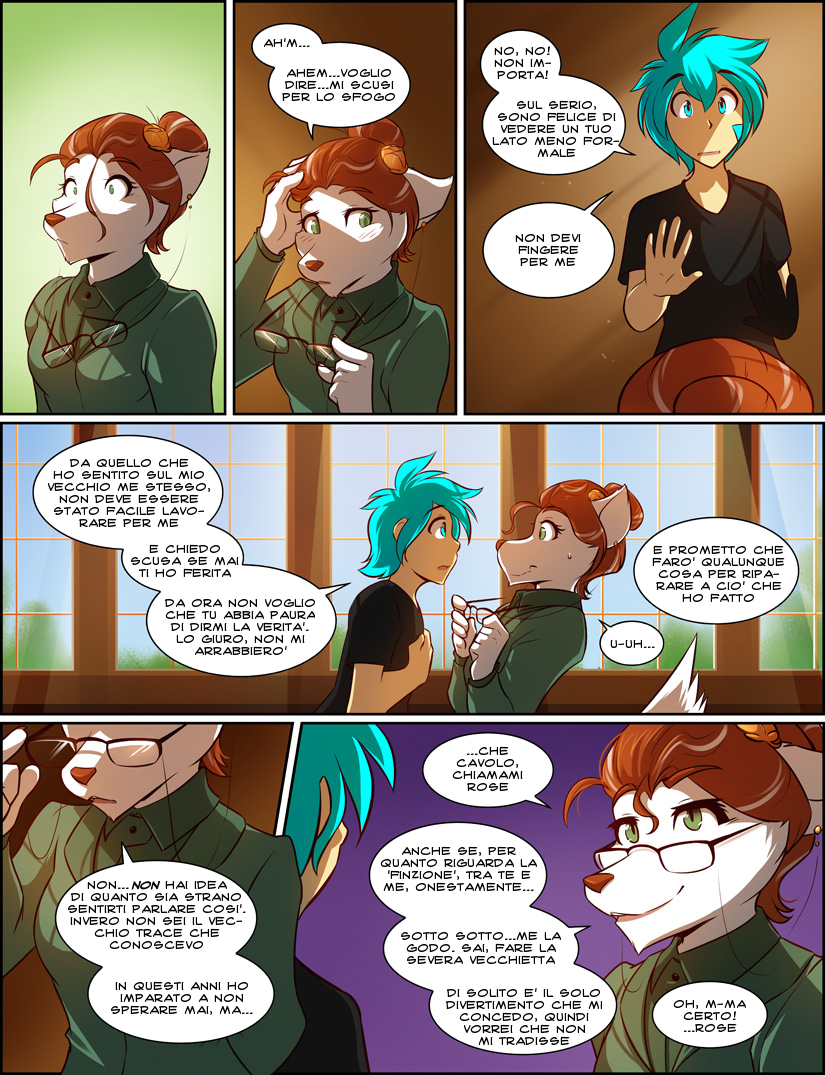 AH'M...
AHEM...VOGLIO
DIRE...MI SCUSI
PER LO SFOGO
NO, NO!
NON IM-
PORTA!
SUL SERIO,
SONO FELICE DI
VEDERE UN TUO
LATO MENO FOR-
MALE
NON DEVI
FINGERE
PER ME
DA QUELLO CHE
HO SENTITO SUL MIO
VECCHIO ME STESSO,
NON DEVE ESSERE
STATO FACILE LAVO-
RARE PER ME
E CHIEDO
SCUSA SE MAI
TI HO FERITA
DA ORA NON VOGLIO
CHE TU ABBIA PAURA
DI DIRMI LA VERITA'.
LO GIURO, NON MI
ARRABBIERO'
E PROMETTO CHE
FARO' QUALUNQUE
COSA PER RIPA-
RARE A CIO' CHE
HO FATTO
U-UH...
NON...NON HAI IDEA
DI QUANTO SIA STRANO
SENTIRTI PARLARE COSI'.
INVERO NON SEI IL VEC-
CHIO TRACE CHE
CONOSCEVO
IN QUESTI ANNI HO
IMPARATO A NON
SPERARE MAI, MA...
...CHE
CAVOLO,
CHIAMAMI
ROSE
ANCHE SE, PER
QUANTO RIGUARDA LA
'FINZIONE', TRA TE E
ME, ONESTAMENTE...
SOTTO SOTTO...ME LA
GODO. SAI, FARE LA
SEVERA VECCHIETTA
DI SOLITO E' IL SOLO
DIVERTIMENTO CHE MI
CONCEDO, QUINDI
VORREI CHE NON
MI TRADISSE
OH, M-MA
CERTO!
...ROSE